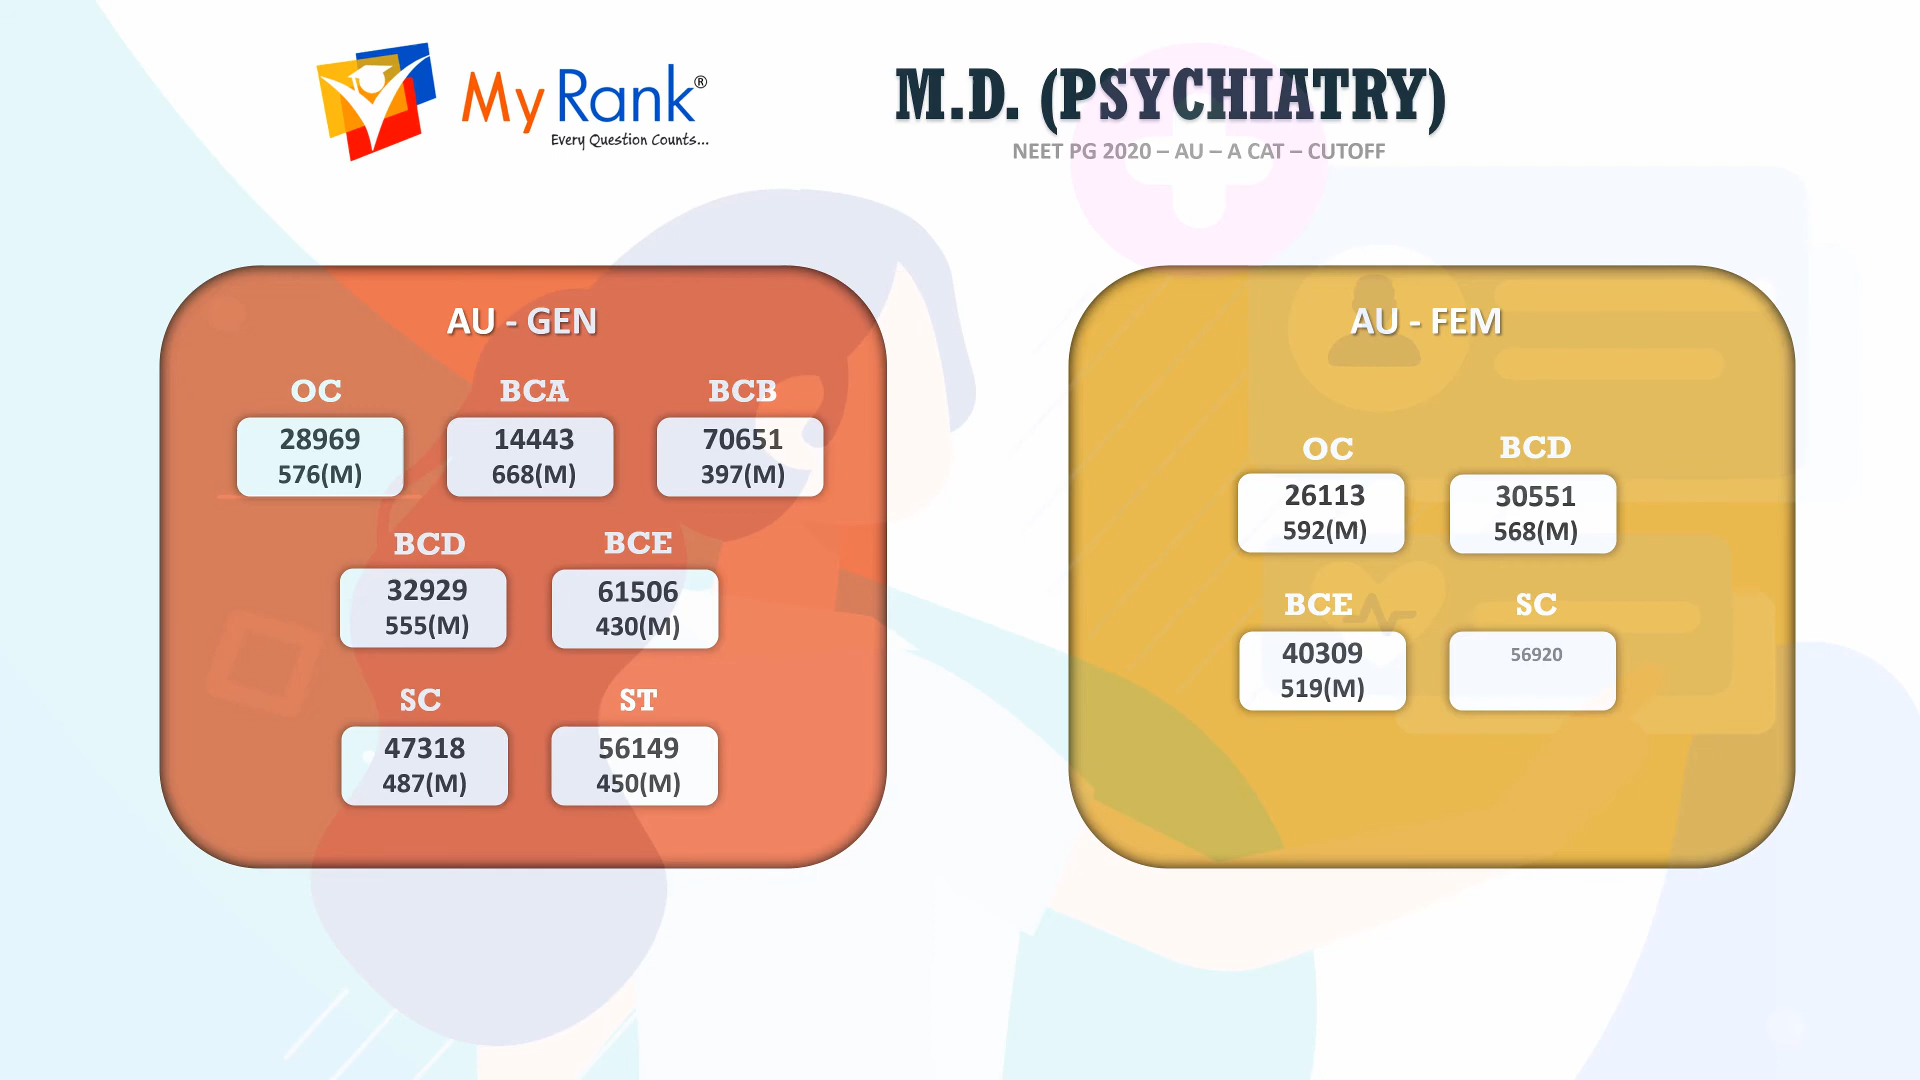 My Rank®
Every Question Counts...
M.D. (PSYCHIATRY)
NEET PG 2020 – AU – A CAT – CUTOFF
AU - GEN
OC BCA BCB
28969 14443 70651
576(M) 668(M) 397(M)
BCD BCE
32929 61506
555(M) 430(M)
SC ST
47318 56149
487(M) 450(M)
AU - FEM
OC BCD
26113 30551
592(M) 568(M)
BCE SC
40309 56920
519(M)